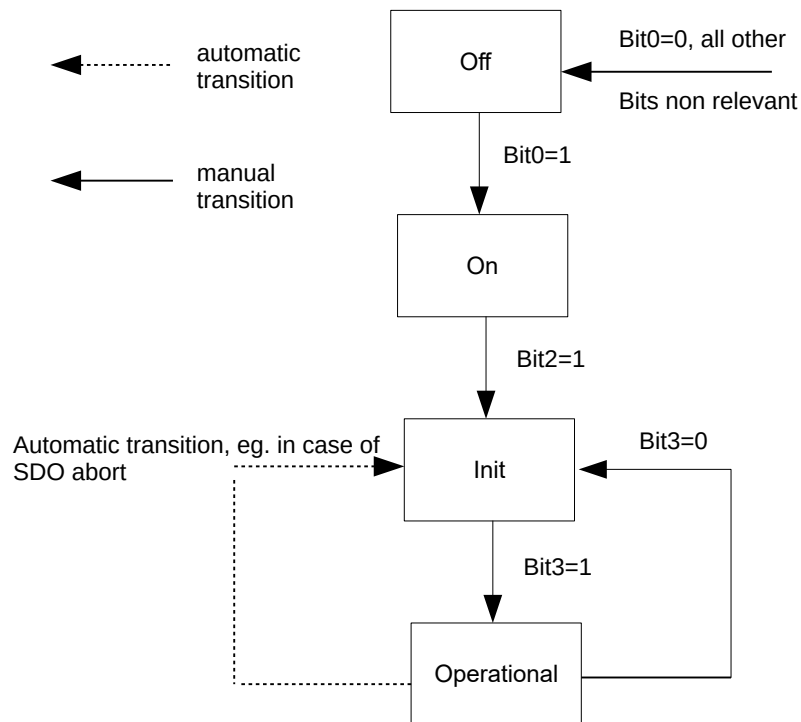 automatic
transition
Off
Bit0=0, all other
Bits non relevant
manual
transition
Bit0=1
On
Bit2=1
Automatic transition, eg. in case of
SDO abort
Init
Bit3=0
Bit3=1
Operational